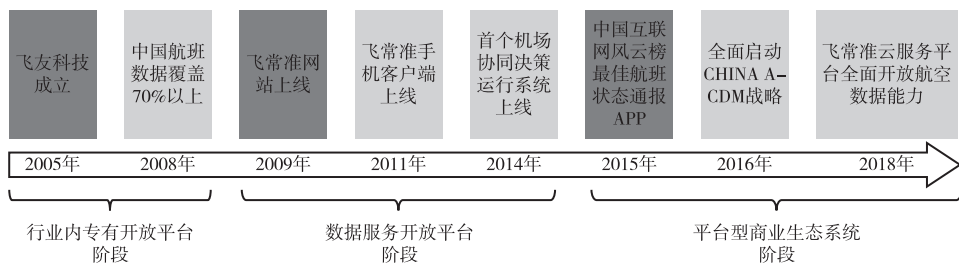 飞友科技
成立
中国航班
数据覆盖
70%以上
飞常准网
站上线
飞常准手
机客户端
上线
首个机场
协同决策
运行系统
上线
中国互联
网风云榜
最佳航班
状态通报
APP
全面启动
CHINA A-
CDM战略
飞常准云服务平
台全面开放航空
数据能力
2005年
2008年
2009年
2011年
2014年
2015年
2016年
2018年
行业内专有开放平台
阶段
数据服务开放平台
阶段
平台型商业生态系统
阶段